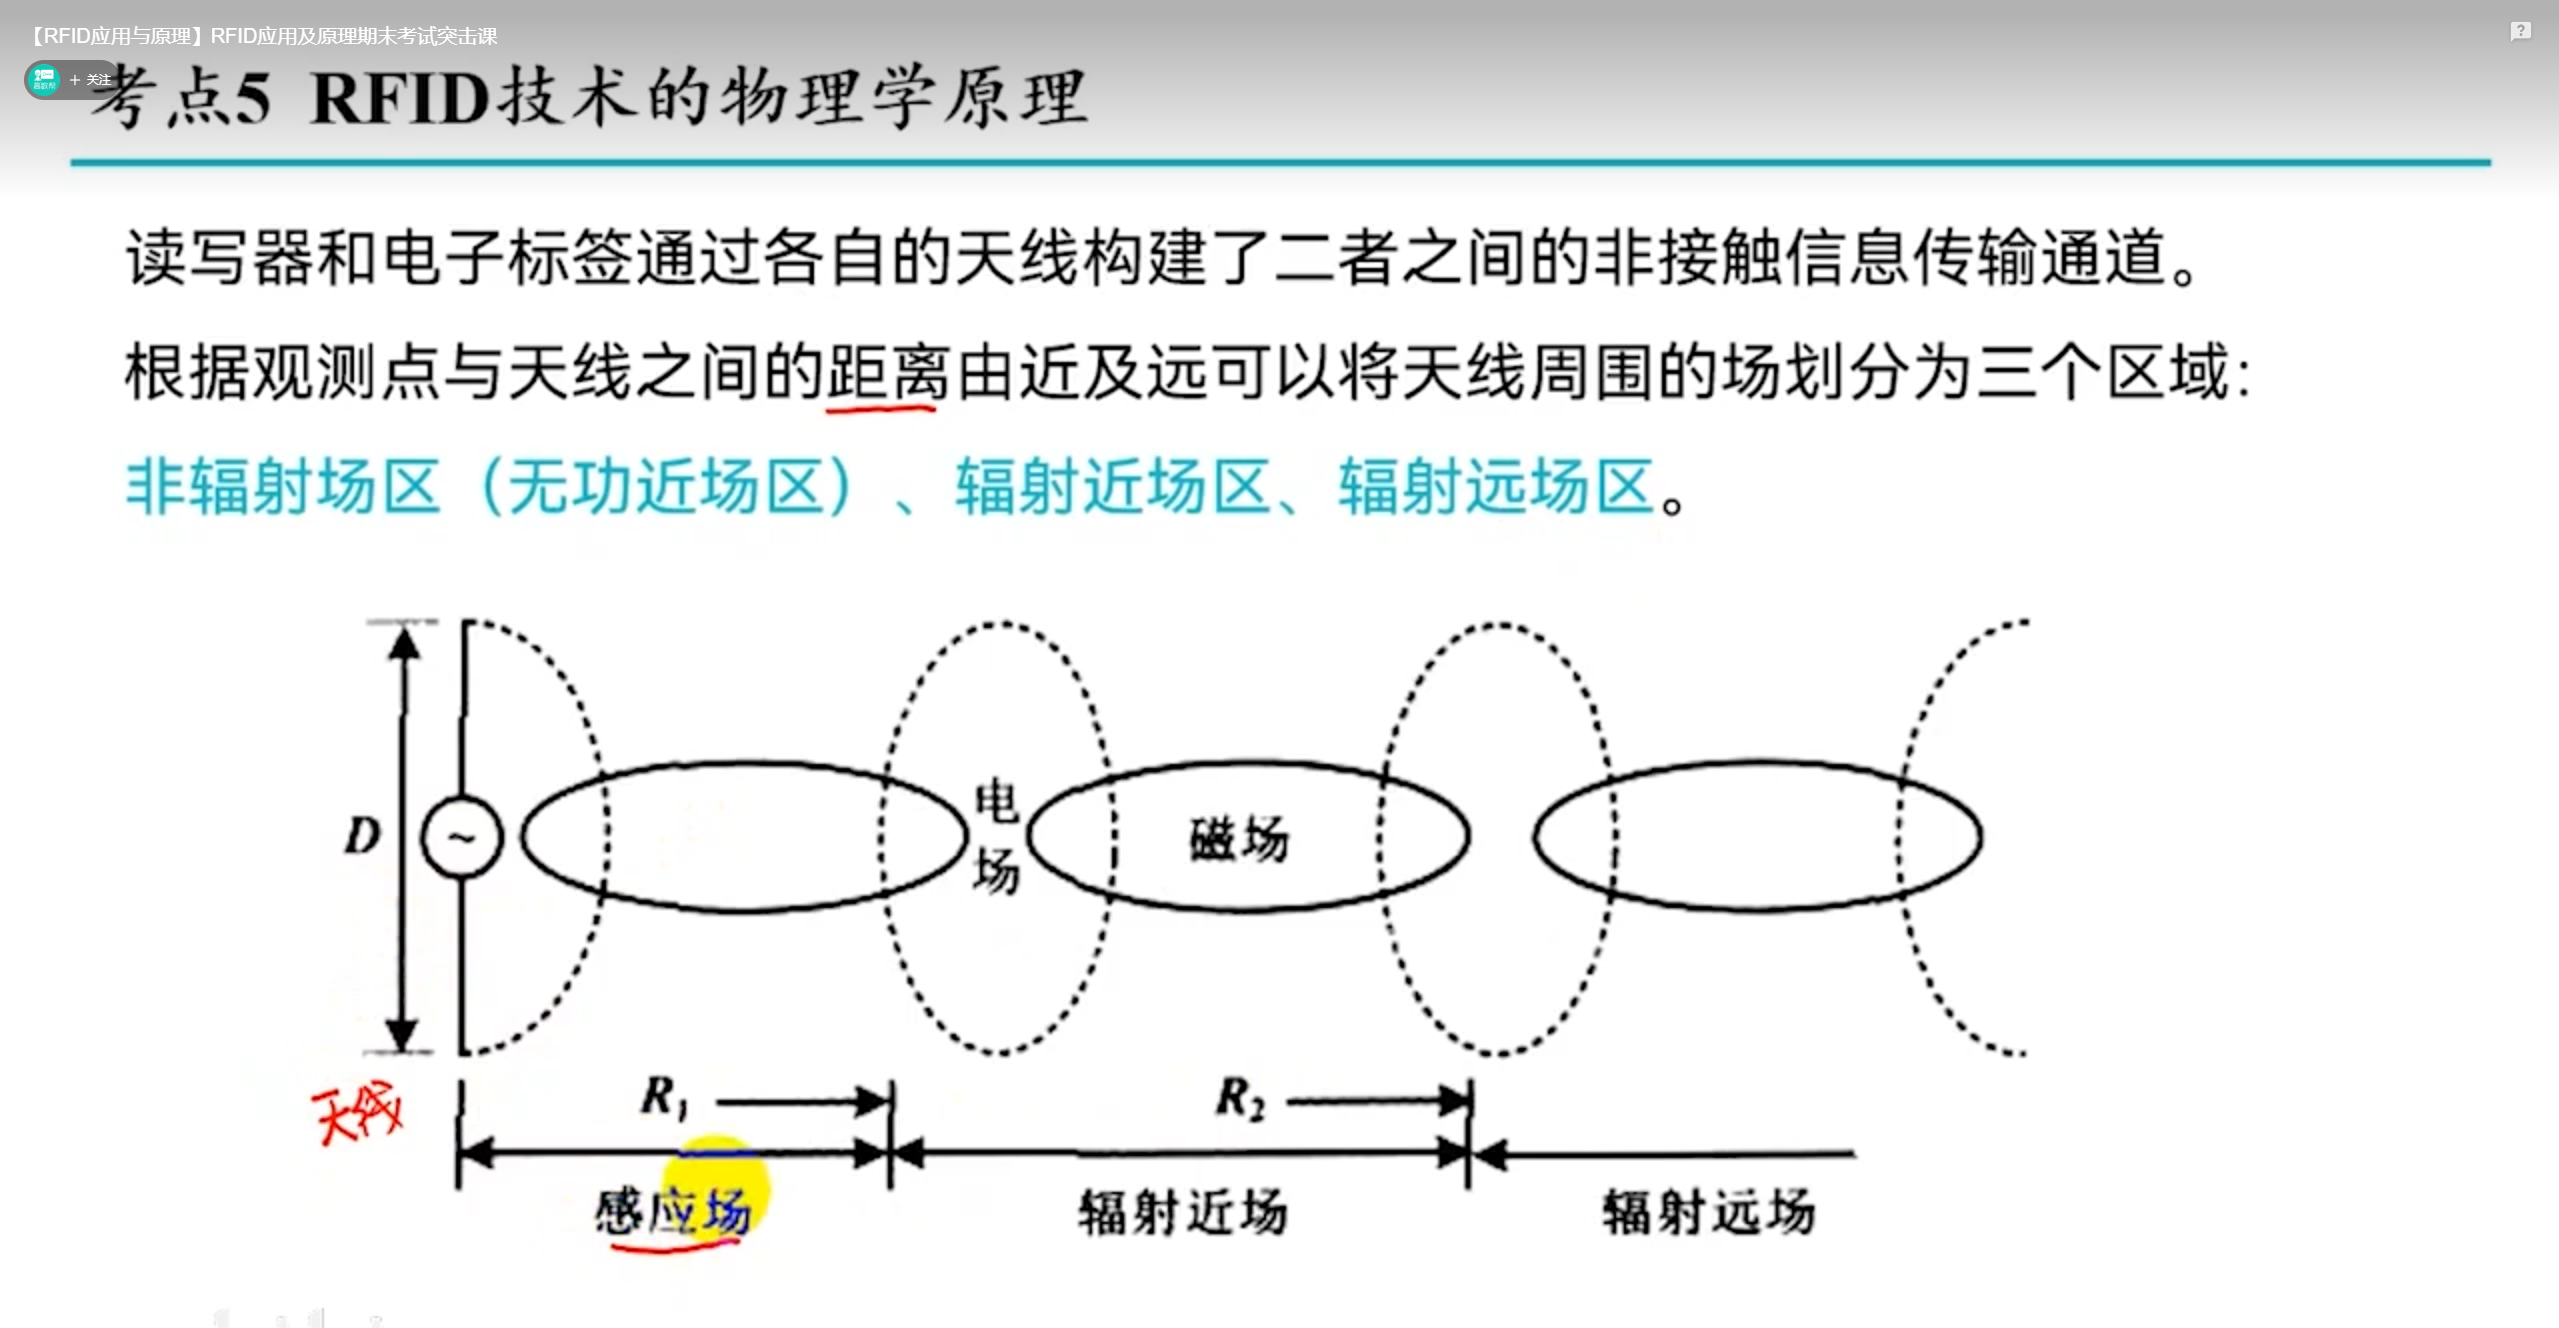 【RFID应用与原理】RFID应用及原理期末考试突击课
+ 关注
考点5 RFID技术的物理学原理
读写器和电子标签通过各自的天线构建了二者之间的非接触信息传输通道。
根据观测点与天线之间的距离由近及远可以将天线周围的场划分为三个区域：
非辐射场区（无功近场区）、辐射近场区、辐射远场区。
D
~
电
场
磁场
天线
R₁
R₂
感应场
辐射近场
辐射远场